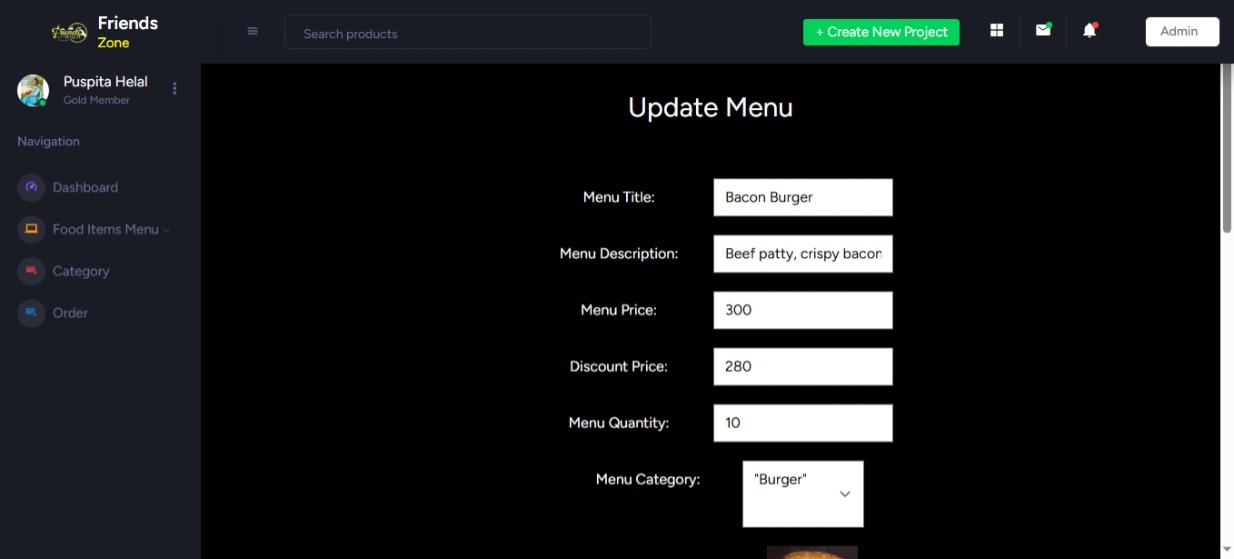 Friends
Zone
Search products
+ Create New Project
Admin
Puspita Helal
Gold Member
Navigation
Dashboard
Food Items Menu
Category
Order
Update Menu
Menu Title: Bacon Burger
Menu Description: Beef patty, crispy bacon
Menu Price: 300
Discount Price: 280
Menu Quantity: 10
Menu Category: "Burger"